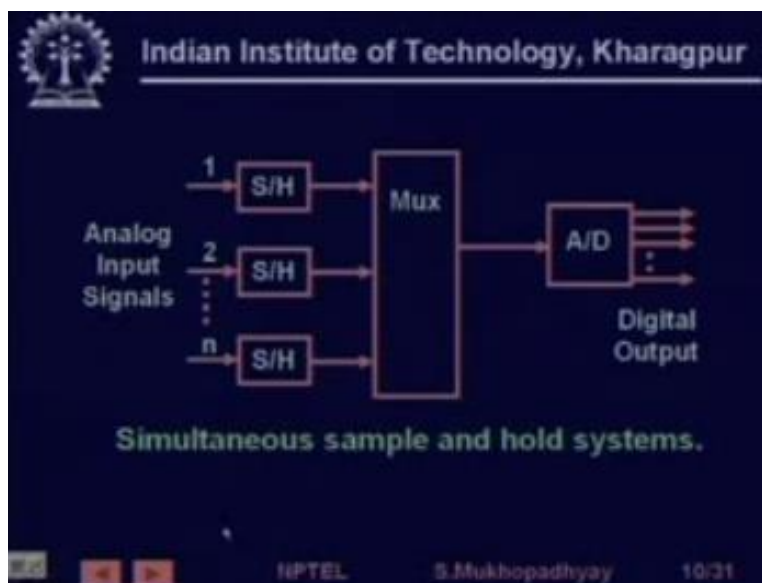 Indian Institute of Technology, Kharagpur
1
S/H
Mux
Analog
Input
Signals
2
S/H
A/D
n
S/H
Digital
Output
Simultaneous sample and hold systems.
NPTEL
S.Mukhopadhyay
10/31